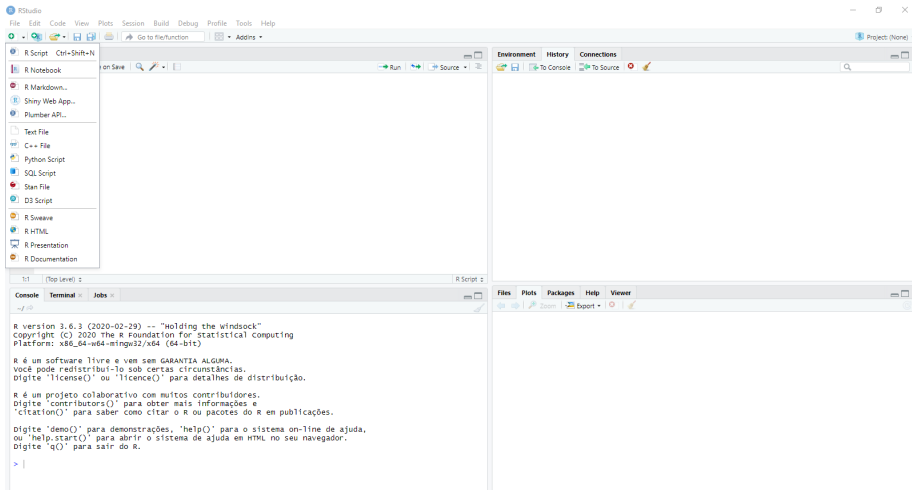 RStudio
File Edit Code View Plots Session Build Debug Profile Tools Help
Go to file/function Addins Project: (None)
R Script Ctrl+Shift+N
R Notebook
R Markdown...
Shiny Web App...
Plumber API...
Text File
C++ File
Python Script
SQL Script
Stan File
D3 Script
R Sweave
R HTML
R Presentation
R Documentation
on Save Run Source
1:1 (Top Level) R Script
Console Terminal Jobs
~/
R version 3.6.3 (2020-02-29) -- "Holding the Windsock"
Copyright (C) 2020 The R Foundation for Statistical Computing
Platform: x86_64-w64-mingw32/x64 (64-bit)
R é um software livre e vem sem GARANTIA ALGUMA.
Você pode redistribuí-lo sob certas circunstâncias.
Digite 'license()' ou 'licence()' para detalhes de distribuição.
R é um projeto colaborativo com muitos contribuidores.
Digite 'contributors()' para obter mais informações e
'citation()' para saber como citar o R ou pacotes do R em publicações.
Digite 'demo()' para demonstrações, 'help()' para o sistema on-line de ajuda,
ou 'help.start()' para abrir o sistema de ajuda em HTML no seu navegador.
Digite 'q()' para sair do R.
>
Environment History Connections
To Console To Source
Files Plots Packages Help Viewer
Zoom Export